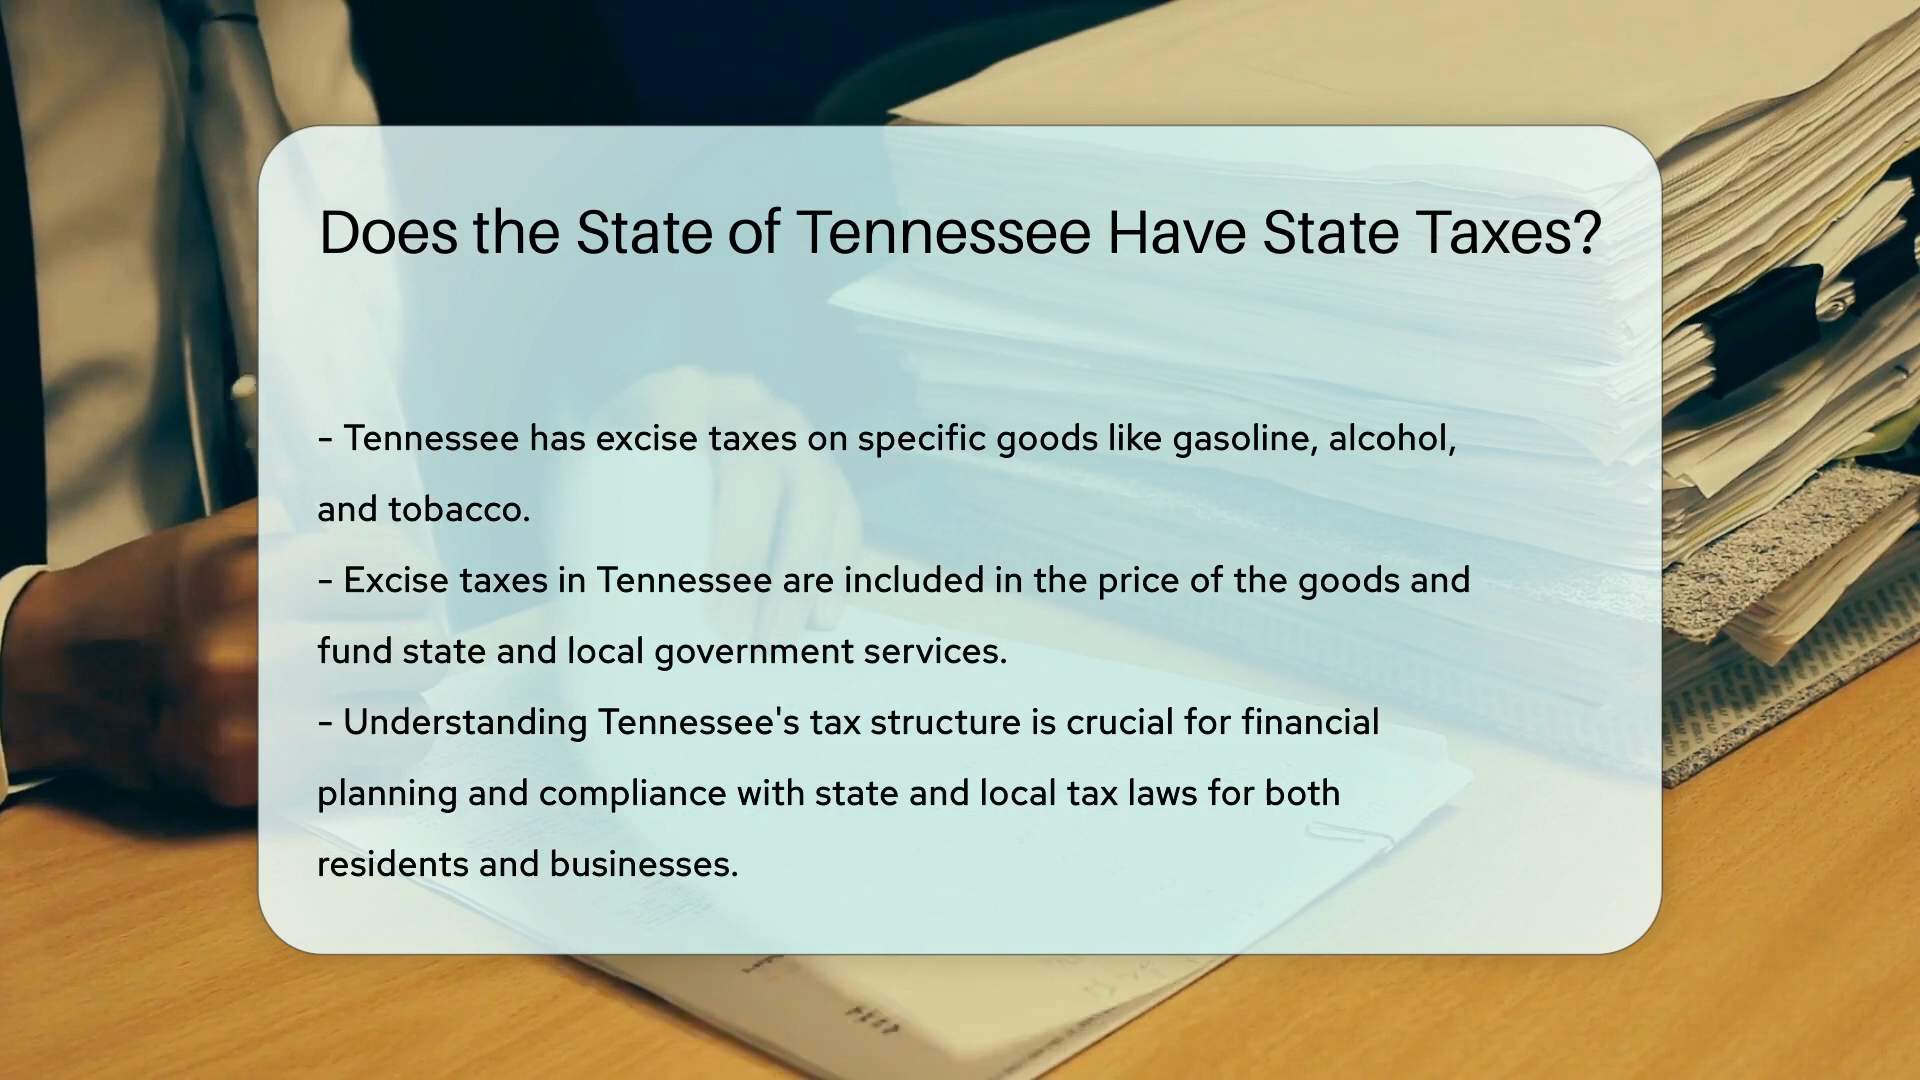 Does the State of Tennessee Have State Taxes?
- Tennessee has excise taxes on specific goods like gasoline, alcohol,
and tobacco.
- Excise taxes in Tennessee are included in the price of the goods and
fund state and local government services.
- Understanding Tennessee's tax structure is crucial for financial
planning and compliance with state and local tax laws for both
residents and businesses.